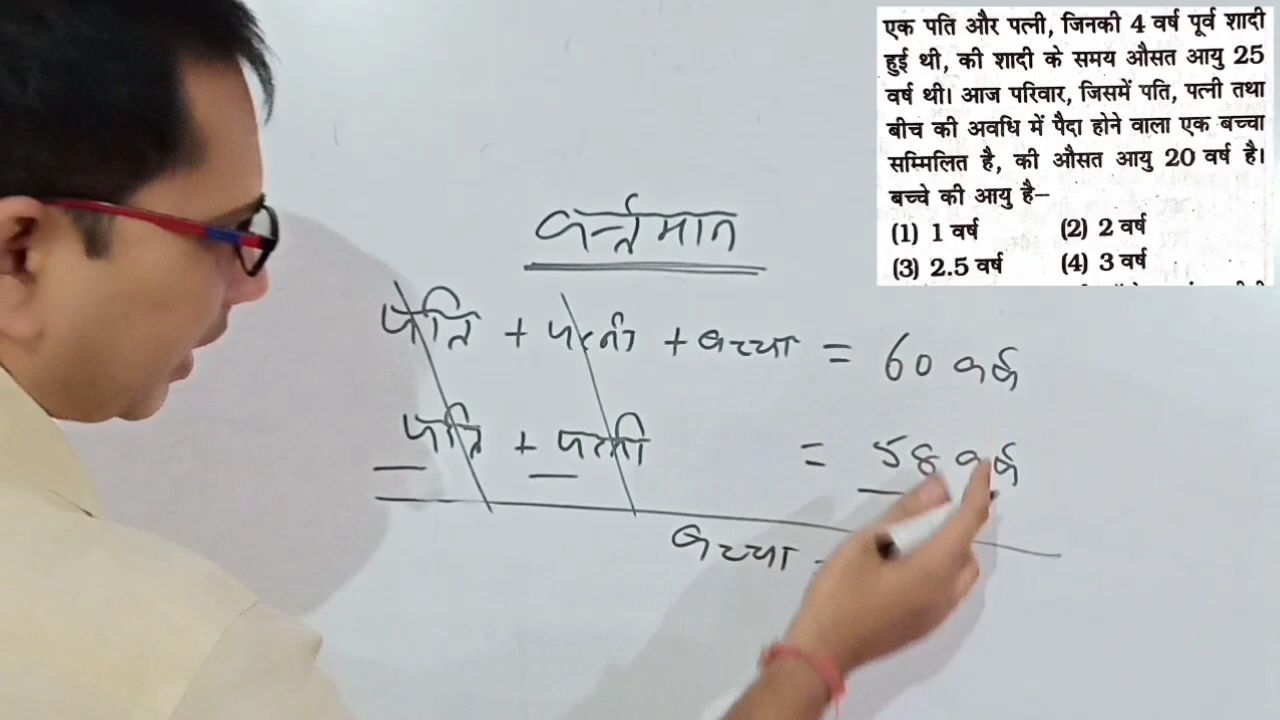 एक पति और पत्नी, जिनकी 4 वर्ष पूर्व शादी
हुई थी, की शादी के समय औसत आयु 25
वर्ष थी। आज परिवार, जिसमें पति, पत्नी तथा
बीच की अवधि में पैदा होने वाला एक बच्चा
सम्मिलित है, की औसत आयु 20 वर्ष है।
बच्चे की आयु है–
(1) 1 वर्ष (2) 2 वर्ष
(3) 2.5 वर्ष (4) 3 वर्ष
वर्त्तमान
पति + पत्नी + बच्चा = 60 वर्ष
पति + पत्नी = 58 वर्ष
बच्चा =